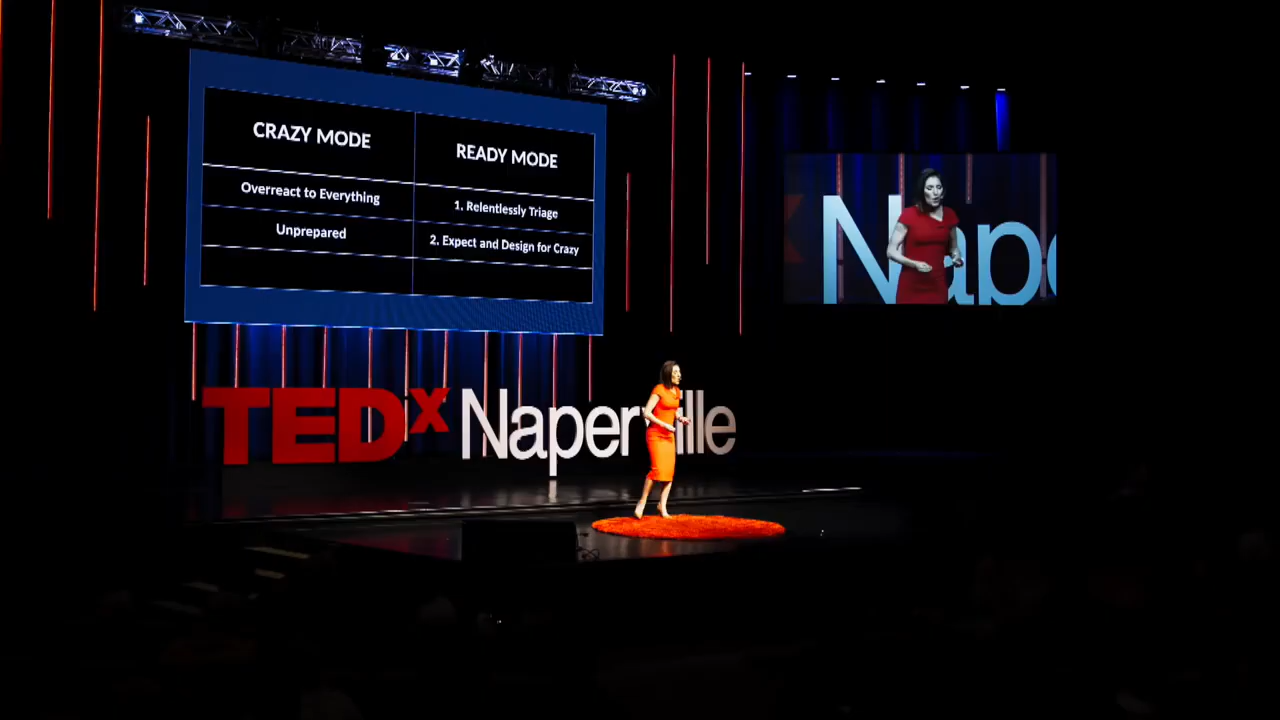 CRAZY MODE
READY MODE
Overreact to Everything
1. Relentlessly Triage
Unprepared
2. Expect and Design for Crazy
x Nape
TEDx Naperville